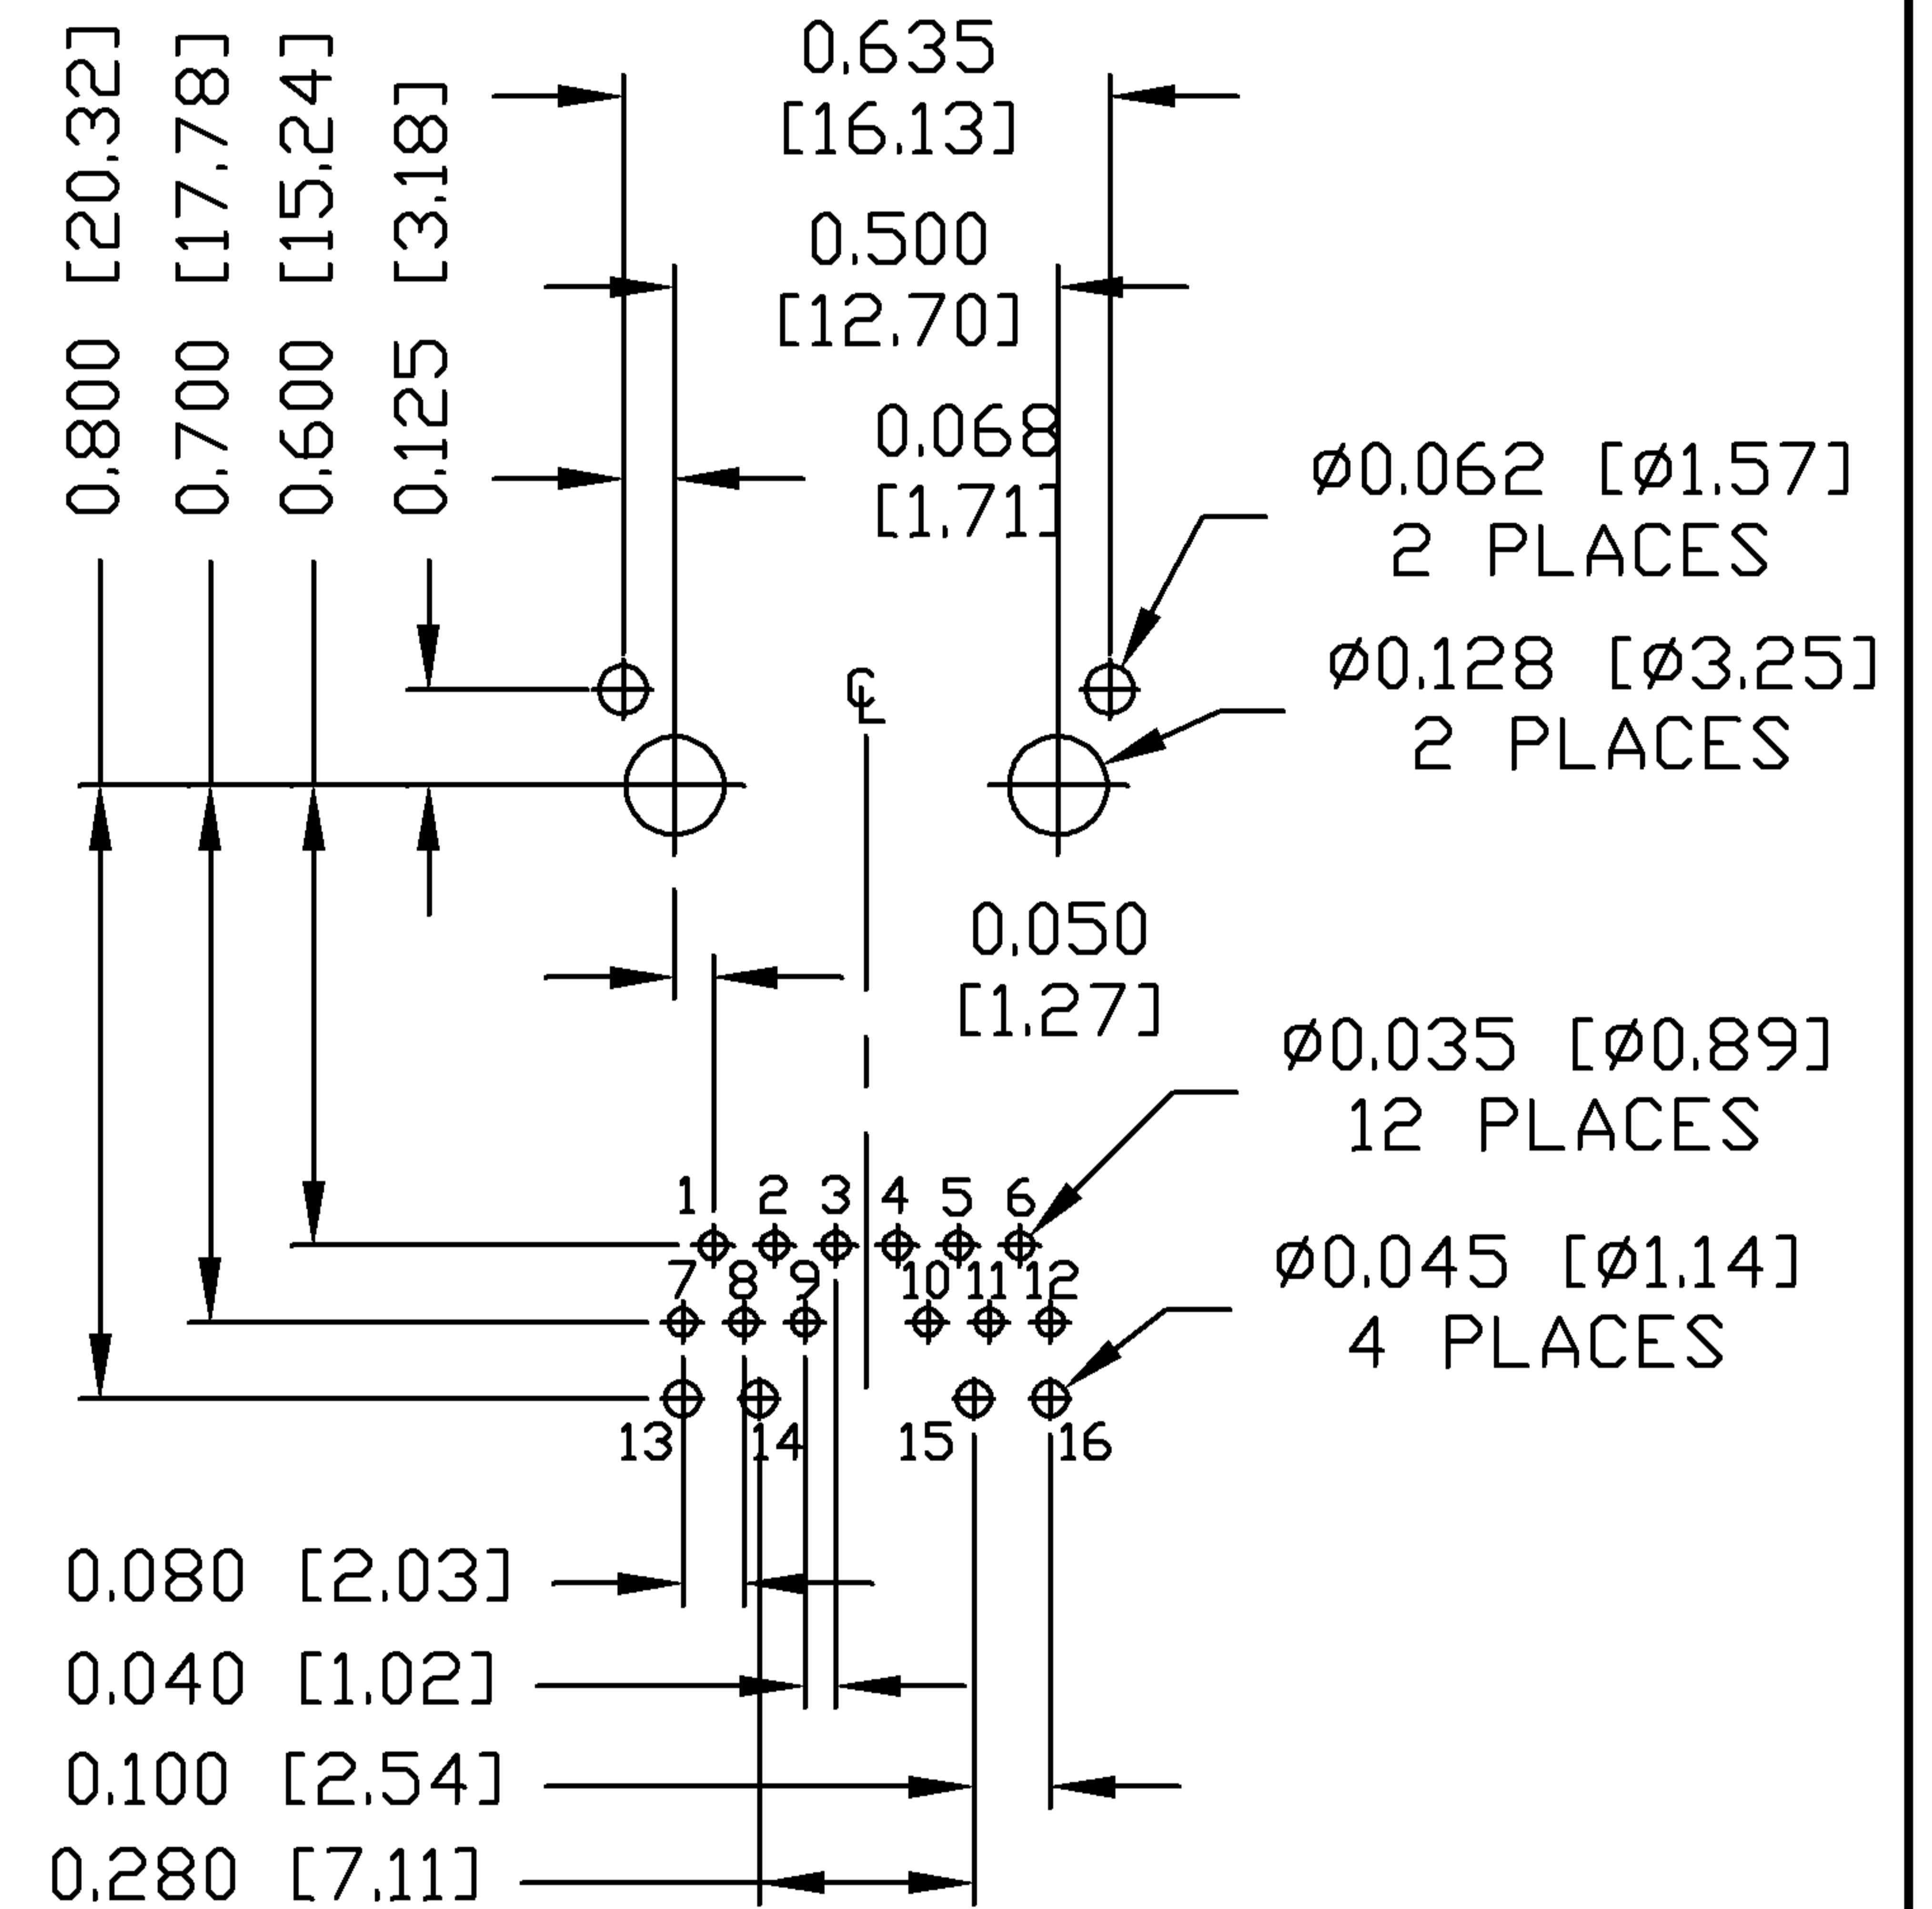 0.800 [20.32]
0.700 [17.78]
0.600 [15.24]
0.125 [3.18]
0.635
[16.13]
0.500
[12.70]
0.068
[1.71]
Ø0.062 [Ø1.57]
2 PLACES
Ø0.128 [Ø3.25]
2 PLACES
CL
0.050
[1.27]
Ø0.035 [Ø0.89]
12 PLACES
1 2 3 4 5 6
7 8 9 10 11 12
Ø0.045 [Ø1.14]
4 PLACES
13 14 15 16
0.080 [2.03]
0.040 [1.02]
0.100 [2.54]
0.280 [7.11]